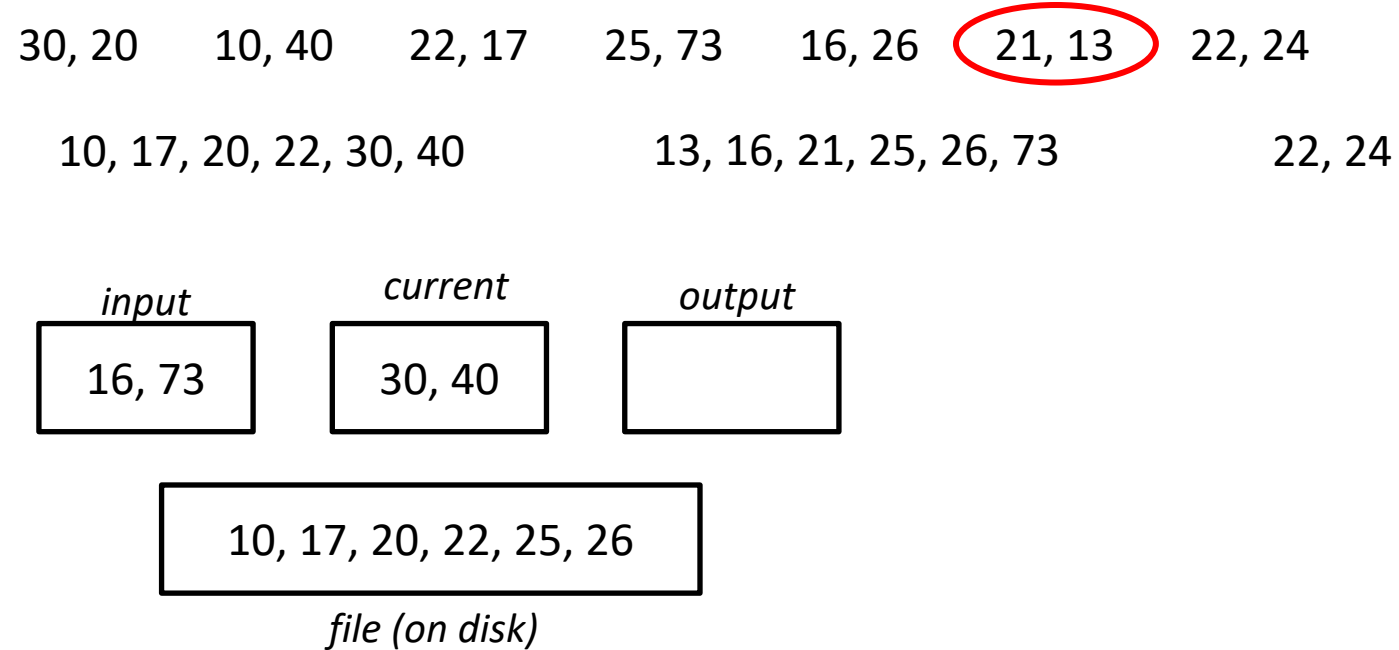 30, 20 10, 40 22, 17 25, 73 16, 26 21, 13 22, 24
10, 17, 20, 22, 30, 40 13, 16, 21, 25, 26, 73 22, 24
input current output
16, 73 30, 40
10, 17, 20, 22, 25, 26
file (on disk)